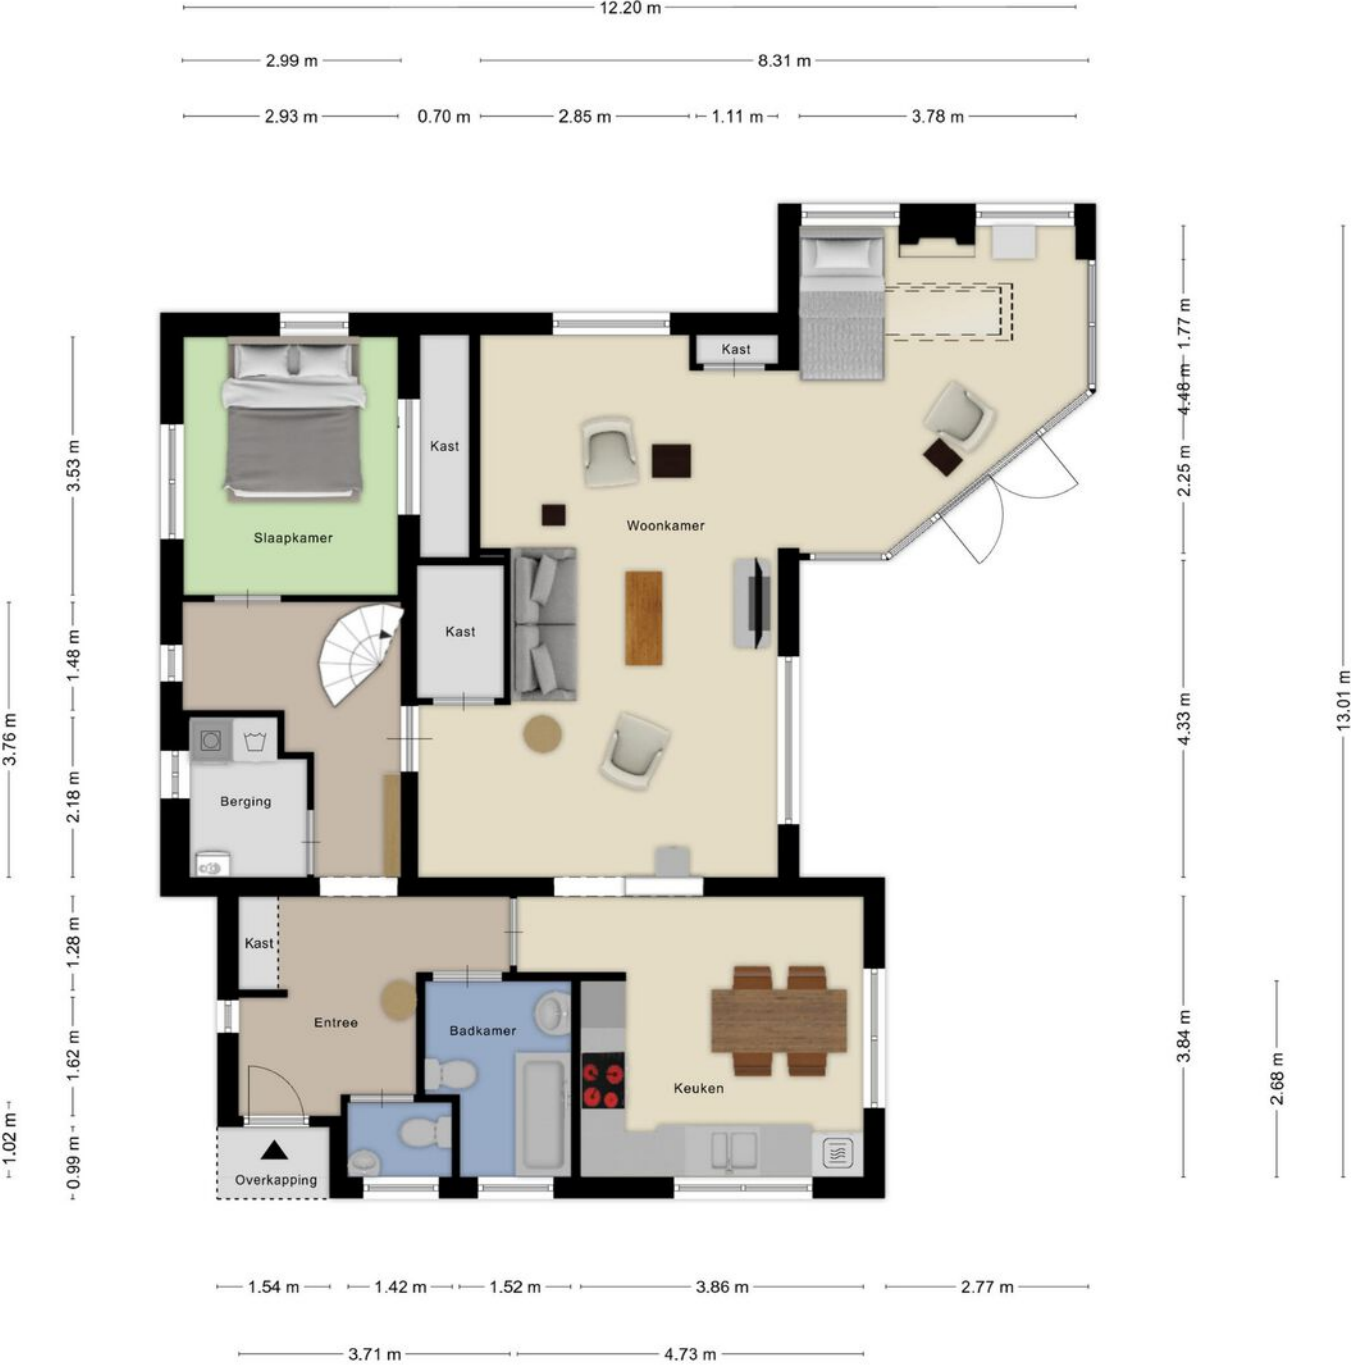 12.20 m
2.99 m
8.31 m
2.93 m
0.70 m
2.85 m
1.11 m
3.78 m
Kast
1.77 m
4.48 m
Kast
3.53 m
2.25 m
Woonkamer
Slaapkamer
Kast
1.48 m
13.01 m
4.33 m
3.76 m
2.18 m
Berging
Kast
1.28 m
Entree
Badkamer
3.84 m
1.62 m
Keuken
2.68 m
1.02 m
0.99 m
Overkapping
1.54 m
1.42 m
1.52 m
3.86 m
2.77 m
3.71 m
4.73 m